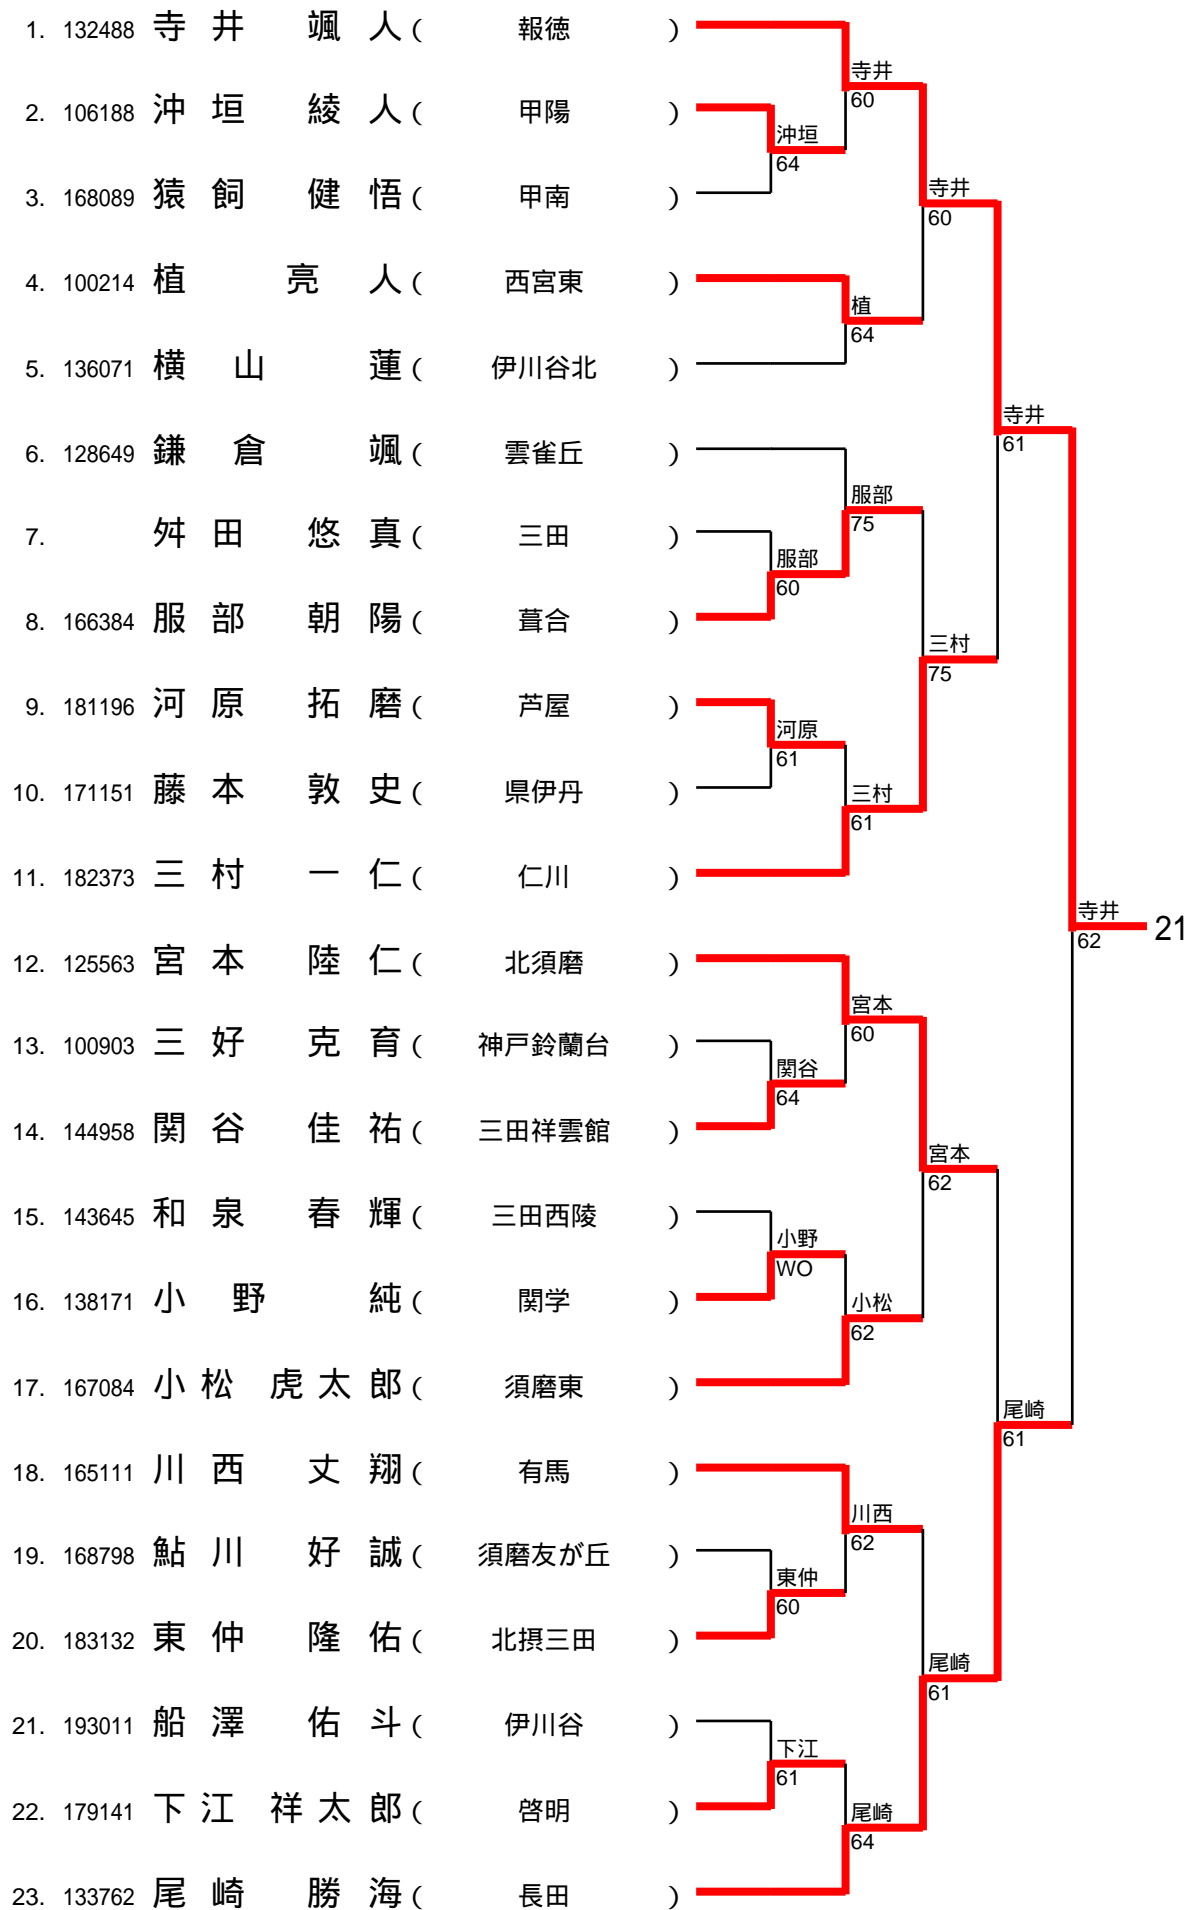 1. 132488 寺井 颯人 ( 報徳 )
寺井
60
2. 106188 沖垣 綾人 ( 甲陽 )
沖垣
64
寺井
60
3. 168089 猿飼 健悟 ( 甲南 )
4. 100214 植 亮人 ( 西宮東 )
植
64
5. 136071 横山 蓮 ( 伊川谷北 )
寺井
61
6. 128649 鎌倉 颯 ( 雲雀丘 )
服部
75
7. 舛田 悠真 ( 三田 )
服部
60
8. 166384 服部 朝陽 ( 葺合 )
三村
75
9. 181196 河原 拓磨 ( 芦屋 )
河原
61
10. 171151 藤本 敦史 ( 県伊丹 )
三村
61
11. 182373 三村 一仁 ( 仁川 )
寺井
62
21
12. 125563 宮本 陸仁 ( 北須磨 )
宮本
60
13. 100903 三好 克育 ( 神戸鈴蘭台 )
関谷
64
14. 144958 関谷 佳祐 ( 三田祥雲館 )
宮本
62
15. 143645 和泉 春輝 ( 三田西陵 )
小野
WO
16. 138171 小野 純 ( 関学 )
小松
62
17. 167084 小松 虎太郎 ( 須磨東 )
尾崎
61
18. 165111 川西 丈翔 ( 有馬 )
川西
62
19. 168798 鮎川 好誠 ( 須磨友が丘 )
東仲
60
20. 183132 東仲 隆佑 ( 北摂三田 )
尾崎
61
21. 193011 船澤 佑斗 ( 伊川谷 )
下江
61
22. 179141 下江 祥太郎 ( 啓明 )
尾崎
64
23. 133762 尾崎 勝海 ( 長田 )